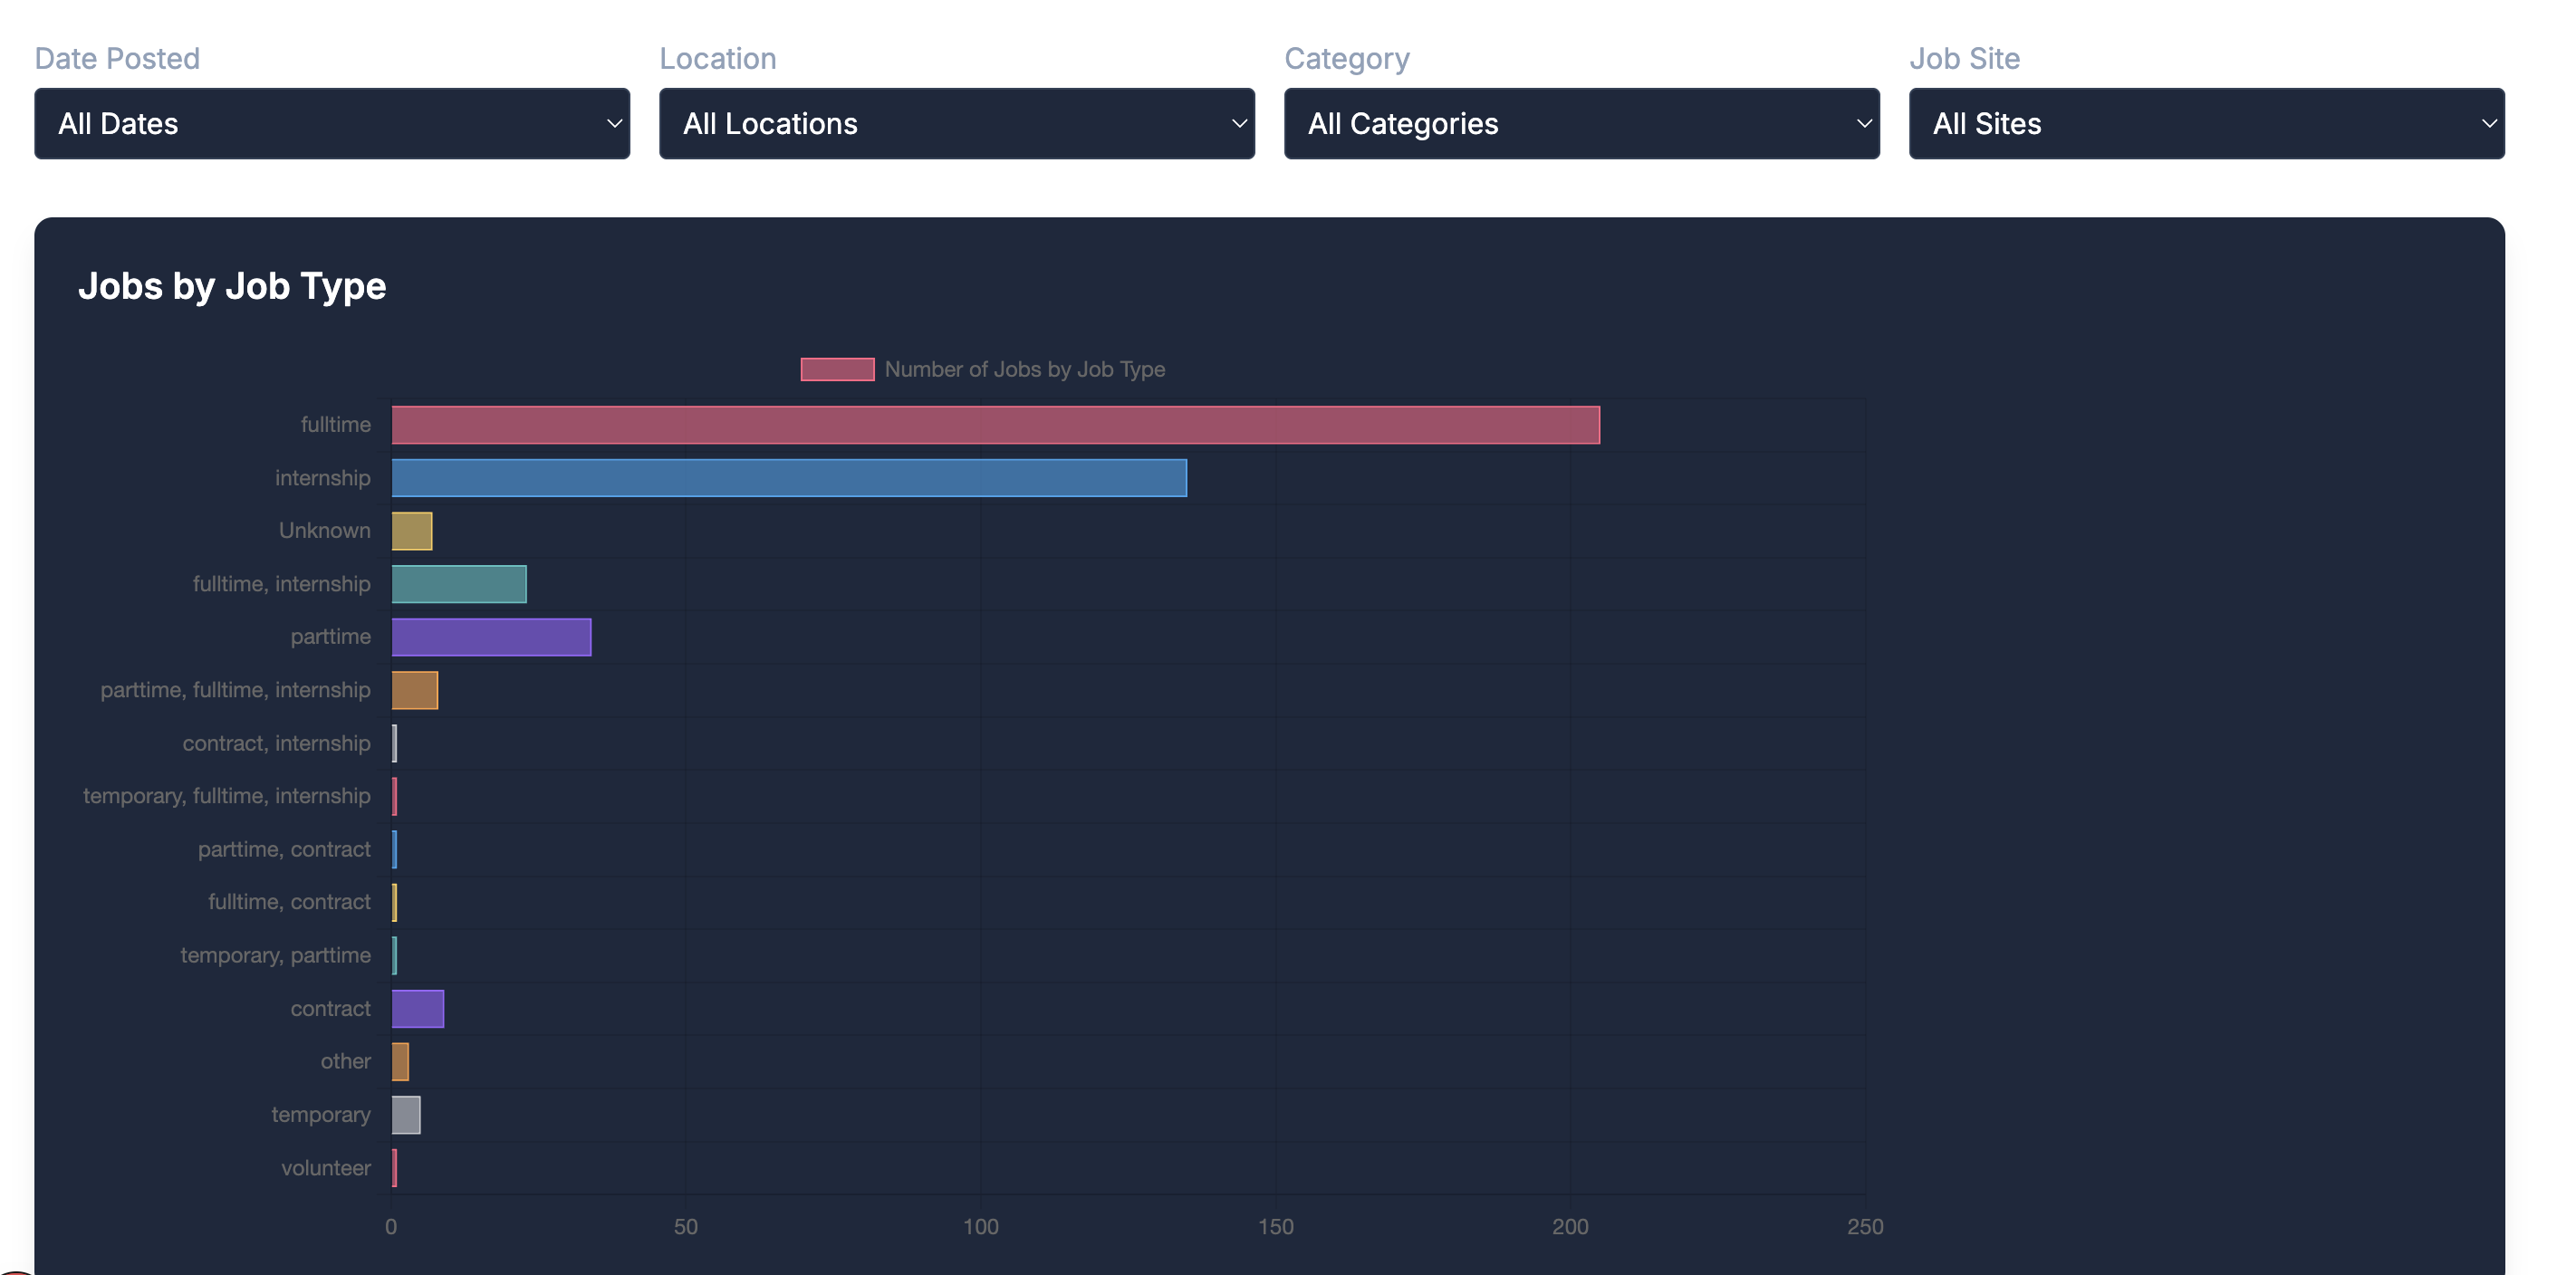 Date Posted
Location
Category
Job Site
All Dates
All Locations
All Categories
All Sites
Jobs by Job Type
Number of Jobs by Job Type
fulltime
internship
Unknown
fulltime, internship
parttime
parttime, fulltime, internship
contract, internship
temporary, fulltime, internship
parttime, contract
fulltime, contract
temporary, parttime
contract
other
temporary
volunteer
0 50 100 150 200 250